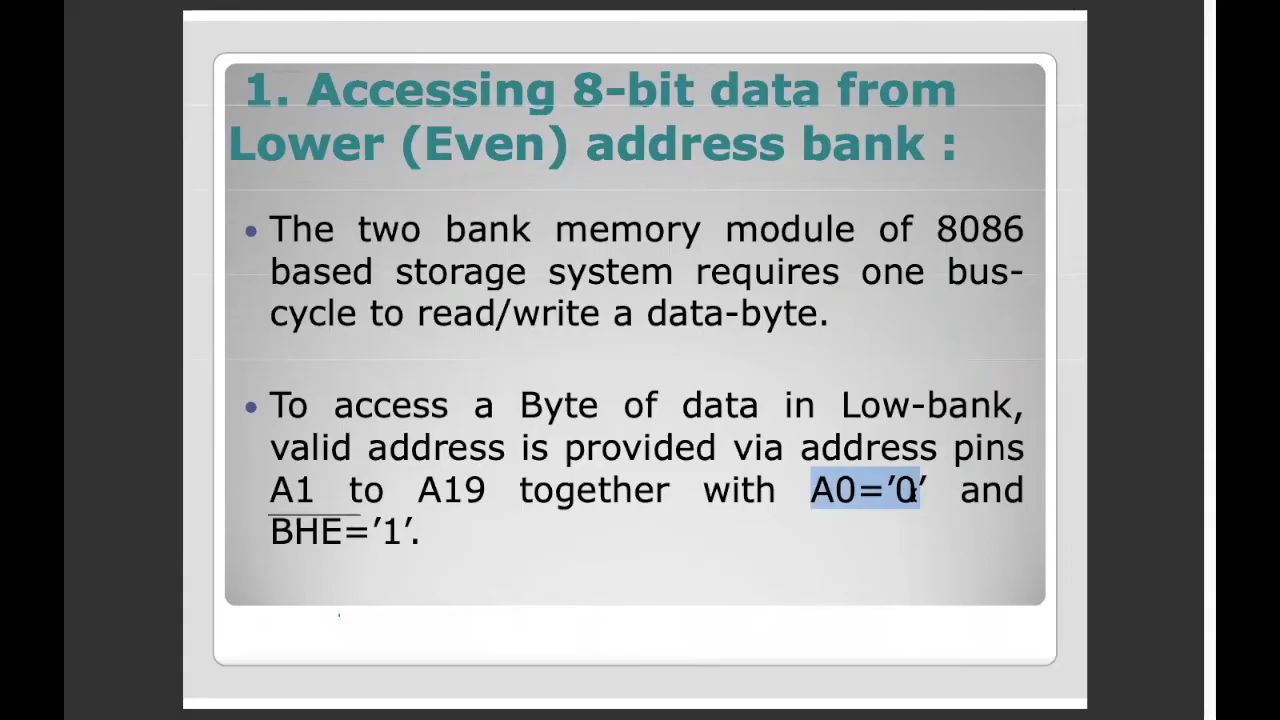 1. Accessing 8-bit data from
Lower (Even) address bank :
• The two bank memory module of 8086
based storage system requires one bus-
cycle to read/write a data-byte.
• To access a Byte of data in Low-bank,
valid address is provided via address pins
A1 to A19 together with A0=’0’ and
B̅H̅E̅=’1’.